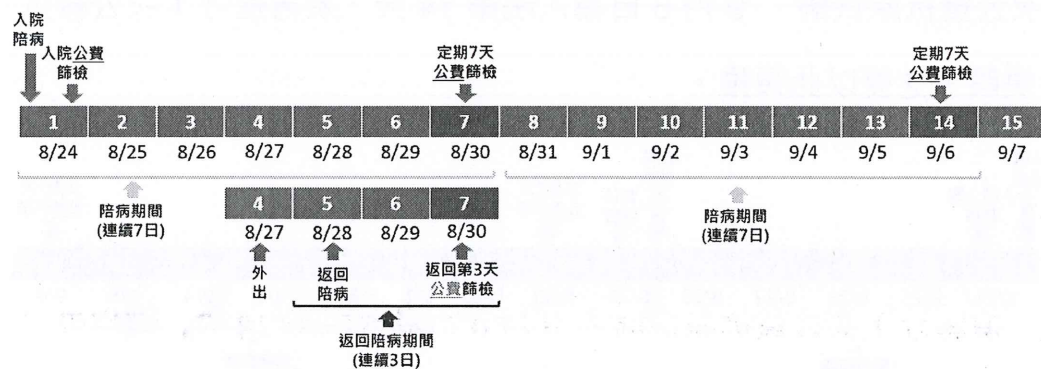 入院
陪病
入院公費
篩檢
定期7天
公費篩檢
定期7天
公費篩檢
1 2 3 4 5 6 7 8 9 10 11 12 13 14 15
8/24 8/25 8/26 8/27 8/28 8/29 8/30 8/31 9/1 9/2 9/3 9/4 9/5 9/6 9/7
陪病期間
(連續7日)
陪病期間
(連續7日)
4 5 6 7
8/27 8/28 8/29 8/30
外
出
返回
陪病
返回第3天
公費篩檢
返回陪病期間
(連續3日)